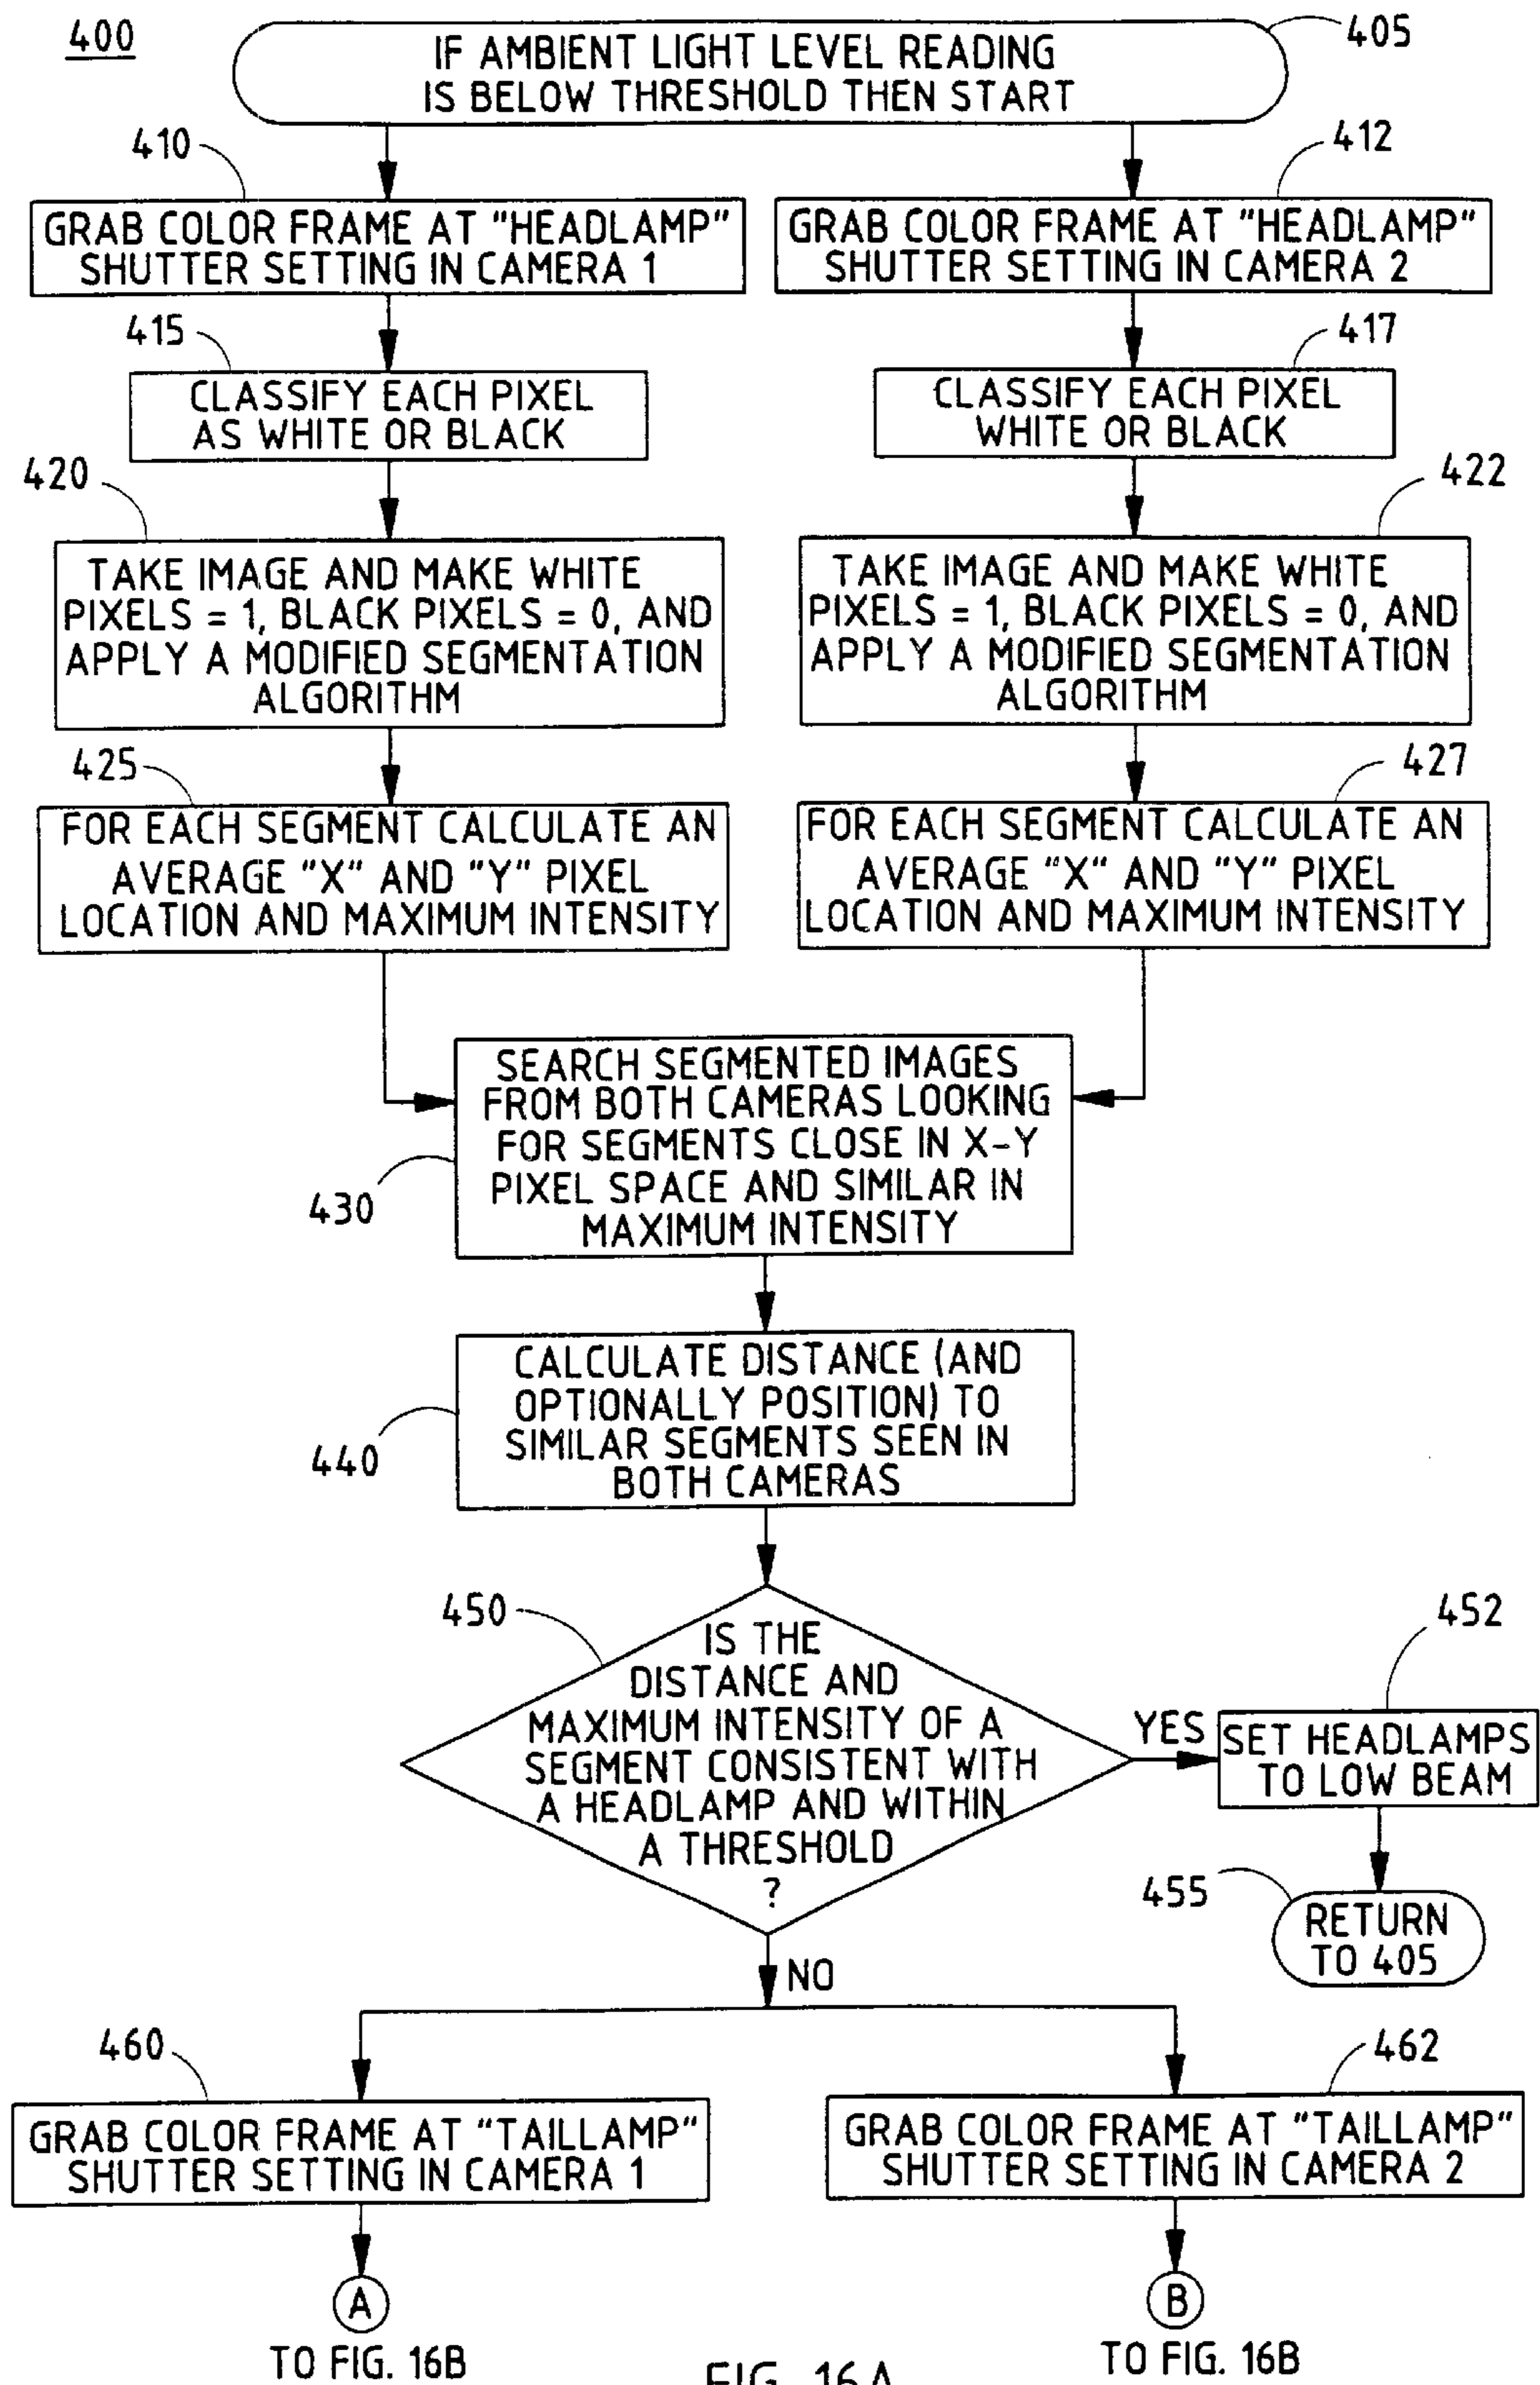 400
IF AMBIENT LIGHT LEVEL READING
IS BELOW THRESHOLD THEN START
405
410
412
GRAB COLOR FRAME AT "HEADLAMP"
SHUTTER SETTING IN CAMERA 1
GRAB COLOR FRAME AT "HEADLAMP"
SHUTTER SETTING IN CAMERA 2
415
417
CLASSIFY EACH PIXEL
AS WHITE OR BLACK
CLASSIFY EACH PIXEL
WHITE OR BLACK
420
422
TAKE IMAGE AND MAKE WHITE
PIXELS = 1, BLACK PIXELS = 0, AND
APPLY A MODIFIED SEGMENTATION
ALGORITHM
TAKE IMAGE AND MAKE WHITE
PIXELS = 1, BLACK PIXELS = 0, AND
APPLY A MODIFIED SEGMENTATION
ALGORITHM
425
427
FOR EACH SEGMENT CALCULATE AN
AVERAGE "X" AND "Y" PIXEL
LOCATION AND MAXIMUM INTENSITY
FOR EACH SEGMENT CALCULATE AN
AVERAGE "X" AND "Y" PIXEL
LOCATION AND MAXIMUM INTENSITY
SEARCH SEGMENTED IMAGES
FROM BOTH CAMERAS LOOKING
FOR SEGMENTS CLOSE IN X-Y
PIXEL SPACE AND SIMILAR IN
MAXIMUM INTENSITY
430
CALCULATE DISTANCE (AND
OPTIONALLY POSITION) TO
SIMILAR SEGMENTS SEEN IN
BOTH CAMERAS
440
450
IS THE
DISTANCE AND
MAXIMUM INTENSITY OF A
SEGMENT CONSISTENT WITH
A HEADLAMP AND WITHIN
A THRESHOLD
?
YES
452
SET HEADLAMPS
TO LOW BEAM
455
RETURN
TO 405
NO
460
462
GRAB COLOR FRAME AT "TAILLAMP"
SHUTTER SETTING IN CAMERA 1
GRAB COLOR FRAME AT "TAILLAMP"
SHUTTER SETTING IN CAMERA 2
A
B
TO FIG. 16B
TO FIG. 16B
FIG. 16A